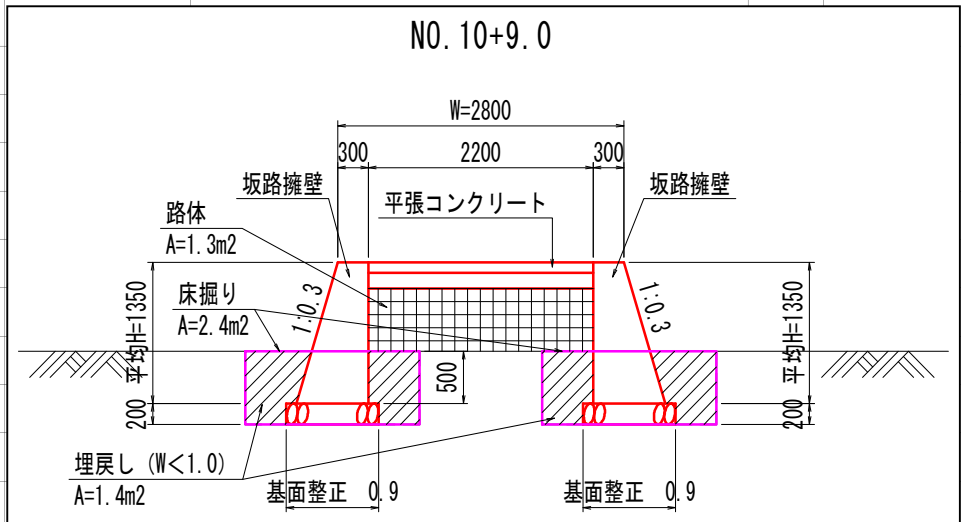 NO.10+9.0
W=2800
300
2200
300
坂路擁壁
平張コンクリート
坂路擁壁
路体
A=1.3m2
床掘り
A=2.4m2
1:0.3
1:0.3
平均H=1350
平均H=1350
500
200
200
埋戻し (W<1.0)
A=1.4m2
基面整正 0.9
基面整正 0.9